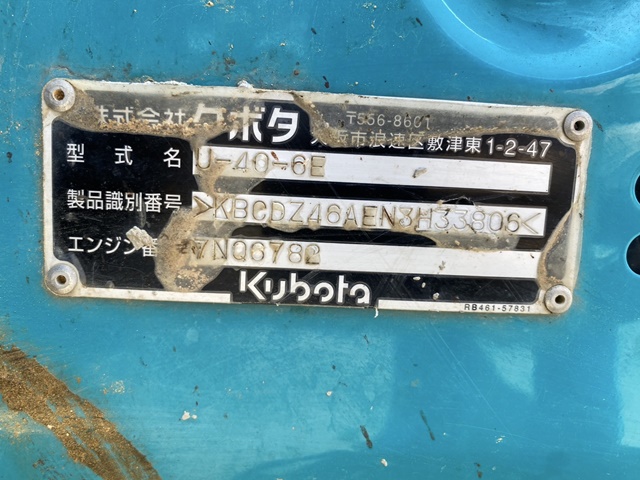 株式会社クボタ
〒556-8601
大阪市浪速区敷津東1-2-47
型式名 U-40-6E
製品識別番号 >KBCDZ46AEN3H33806<
エンジン番 7NQ6782
Kubota
RB461-57831